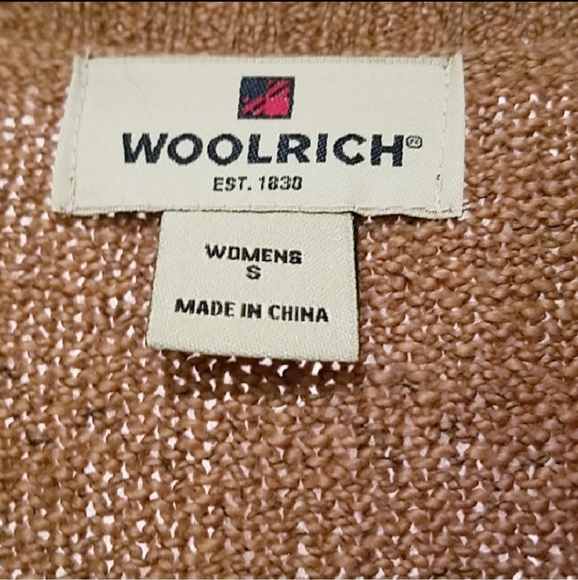 WOOLRICH®
EST. 1830
WOMENS
S
MADE IN CHINA